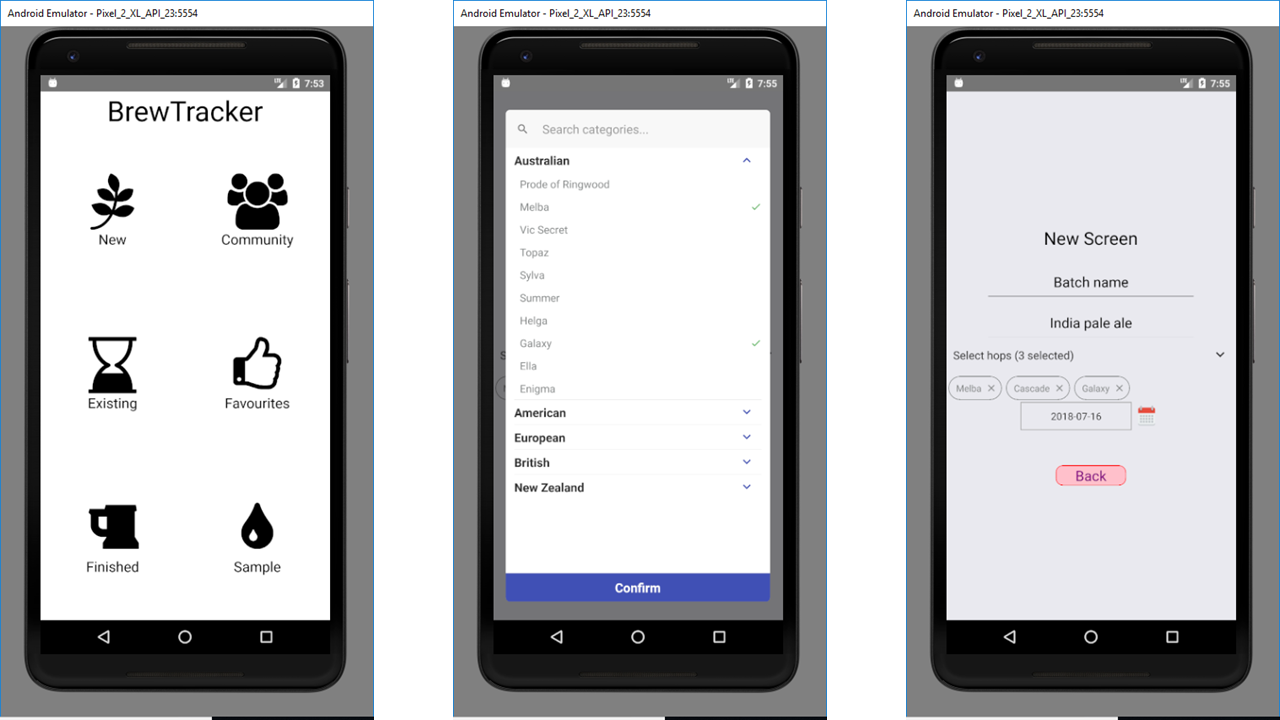 Android Emulator - Pixel_2_XL_API_23:5554
LTE 7:53
BrewTracker
New Community
Existing Favourites
Finished Sample
Android Emulator - Pixel_2_XL_API_23:5554
LTE 7:55
Search categories...
Australian
Prode of Ringwood
Melba
Vic Secret
Topaz
Sylva
Summer
Helga
Galaxy
Ella
Enigma
American
European
British
New Zealand
Confirm
Android Emulator - Pixel_2_XL_API_23:5554
LTE 7:55
New Screen
Batch name
India pale ale
Select hops (3 selected)
Melba ✕ Cascade ✕ Galaxy ✕
2018-07-16
Back